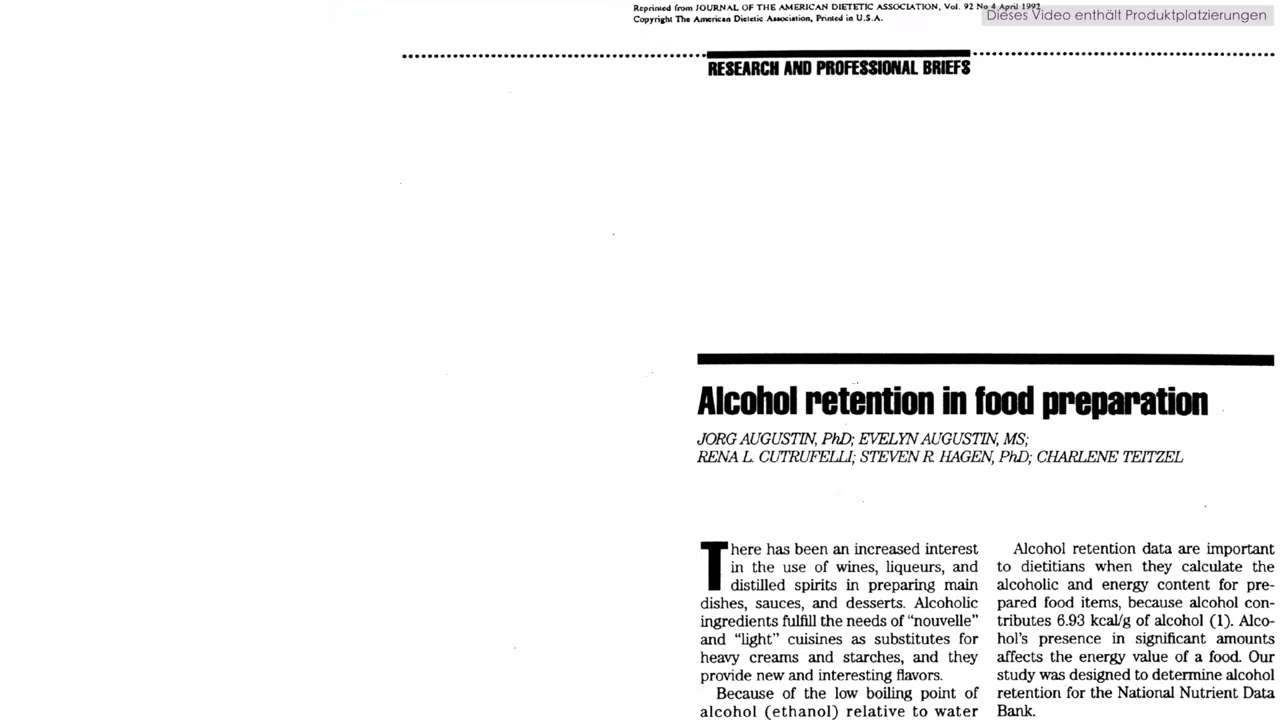 Reprinted from JOURNAL OF THE AMERICAN DIETETIC ASSOCIATION, Vol. 92 No 4 April 1992
Copyright The American Dietetic Association, Printed in U.S.A.
Dieses Video enthält Produktplatzierungen
RESEARCH AND PROFESSIONAL BRIEFS
Alcohol retention in food preparation
JORG AUGUSTIN, PhD; EVELYN AUGUSTIN, MS;
RENA L. CUTRUFELLI; STEVEN R. HAGEN, PhD; CHARLENE TEITZEL
There has been an increased interest
in the use of wines, liqueurs, and
distilled spirits in preparing main
dishes, sauces, and desserts. Alcoholic
ingredients fulfill the needs of “nouvelle”
and “light” cuisines as substitutes for
heavy creams and starches, and they
provide new and interesting flavors.
Because of the low boiling point of
alcohol (ethanol) relative to water
Alcohol retention data are important
to dietitians when they calculate the
alcoholic and energy content for pre-
pared food items, because alcohol con-
tributes 6.93 kcal/g of alcohol (1). Alco-
hol’s presence in significant amounts
affects the energy value of a food. Our
study was designed to determine alcohol
retention for the National Nutrient Data
Bank.